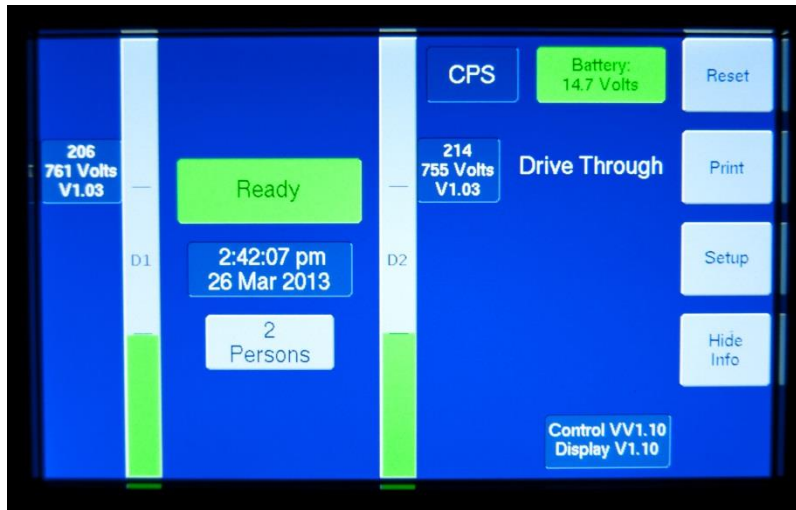 CPS
Battery:
14.7 Volts
Reset
206
761 Volts
V1.03
Ready
214
755 Volts
V1.03
Drive Through
Print
D1
2:42:07 pm
26 Mar 2013
D2
Setup
2
Persons
Hide
Info
Control VV1.10
Display V1.10